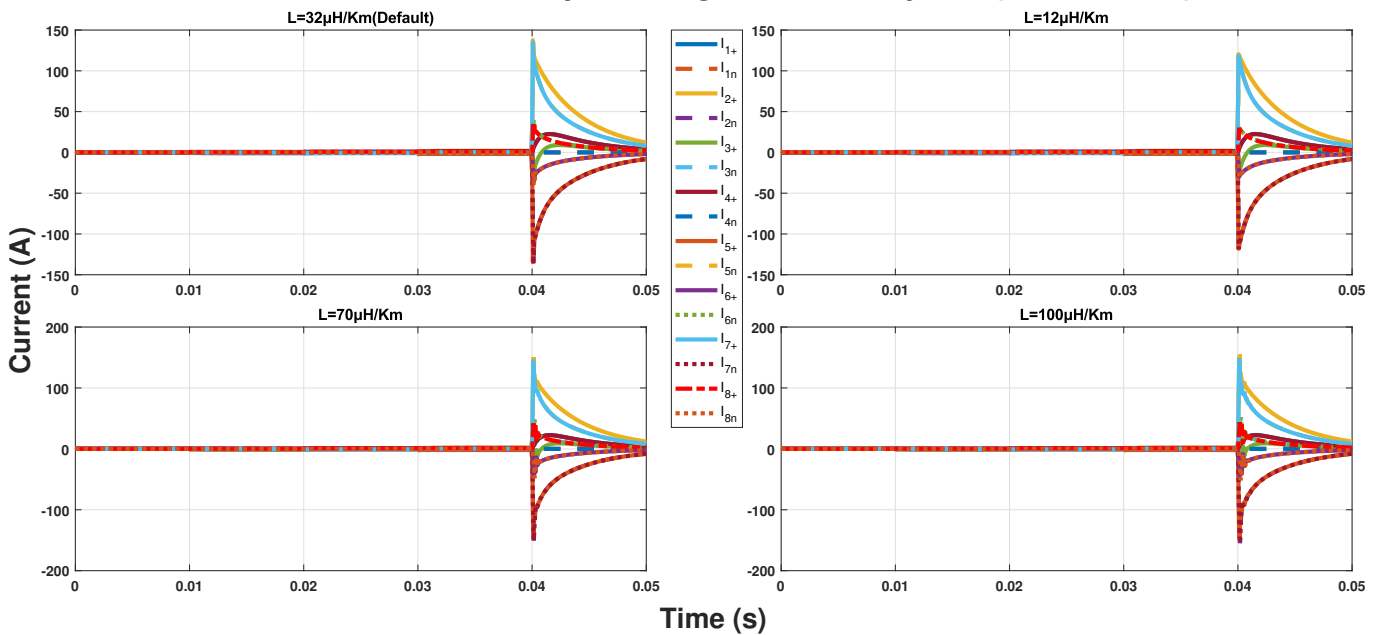 L=32µH/Km(Default)
L=12µH/Km
150
100
50
0
-50
-100
-150
0
0.01
0.02
0.03
0.04
0.05
I1+
I1n
I2+
I2n
I3+
I3n
I4+
I4n
I5+
I5n
I6+
I6n
I7+
I7n
I8+
I8n
150
100
50
0
-50
-100
-150
0
0.01
0.02
0.03
0.04
0.05
Current (A)
L=70µH/Km
L=100µH/Km
200
100
0
-100
-200
0
0.01
0.02
0.03
0.04
0.05
200
100
0
-100
-200
0
0.01
0.02
0.03
0.04
0.05
Time (s)